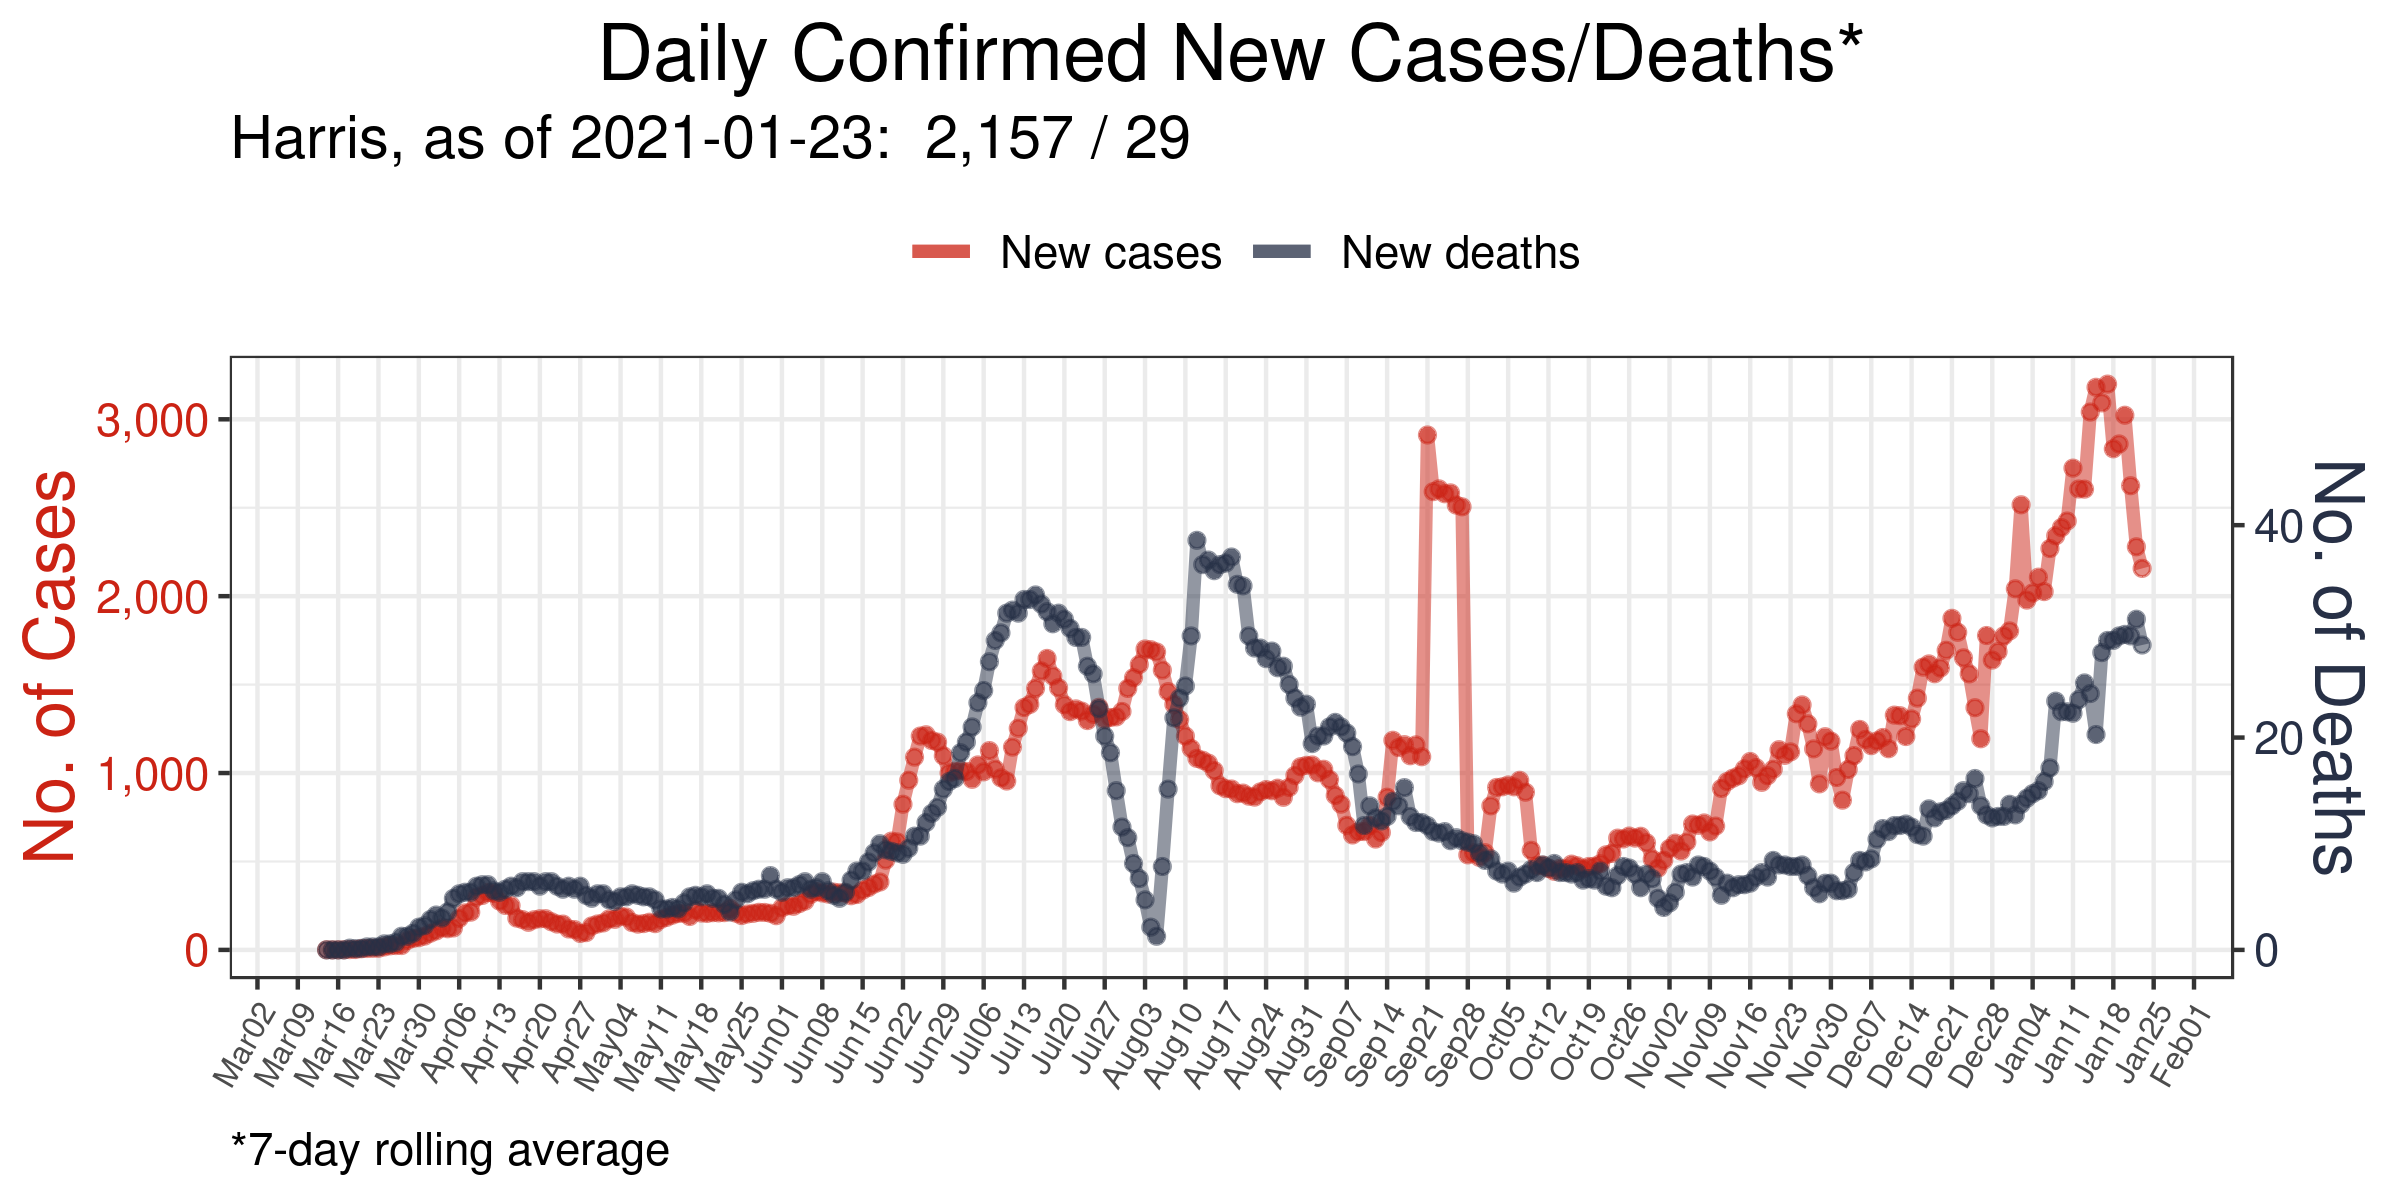 Daily Confirmed New Cases/Deaths*
Harris, as of 2021-01-23:  2,157 / 29
New cases
New deaths
No. of Cases
3,000
2,000
1,000
0
40
20
0
No. of Deaths
Mar02
Mar09
Mar16
Mar23
Mar30
Apr06
Apr13
Apr20
Apr27
May04
May11
May18
May25
Jun01
Jun08
Jun15
Jun22
Jun29
Jul06
Jul13
Jul20
Jul27
Aug03
Aug10
Aug17
Aug24
Aug31
Sep07
Sep14
Sep21
Sep28
Oct05
Oct12
Oct19
Oct26
Nov02
Nov09
Nov16
Nov23
Nov30
Dec07
Dec14
Dec21
Dec28
Jan04
Jan11
Jan18
Jan25
Feb01
*7-day rolling average